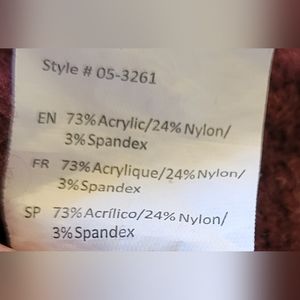 Style # 05-3261
EN 73% Acrylic/24% Nylon/
3% Spandex
FR 73% Acrylique/24% Nylon/
3% Spandex
SP 73% Acrílico/24% Nylon/
3% Spandex